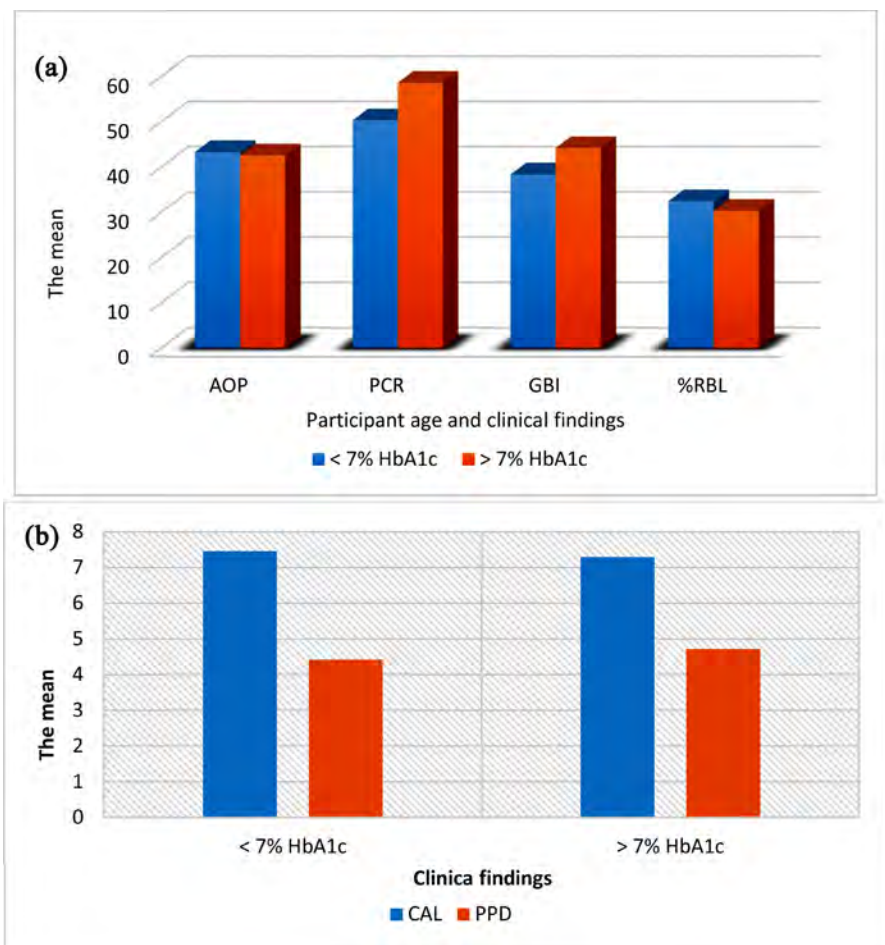 (a)
60
50
40
30
20
10
0
The mean
AOP PCR GBI %RBL
Participant age and clinical findings
< 7% HbA1c > 7% HbA1c
(b)
8
7
6
5
4
3
2
1
0
The mean
< 7% HbA1c > 7% HbA1c
Clinica findings
CAL PPD